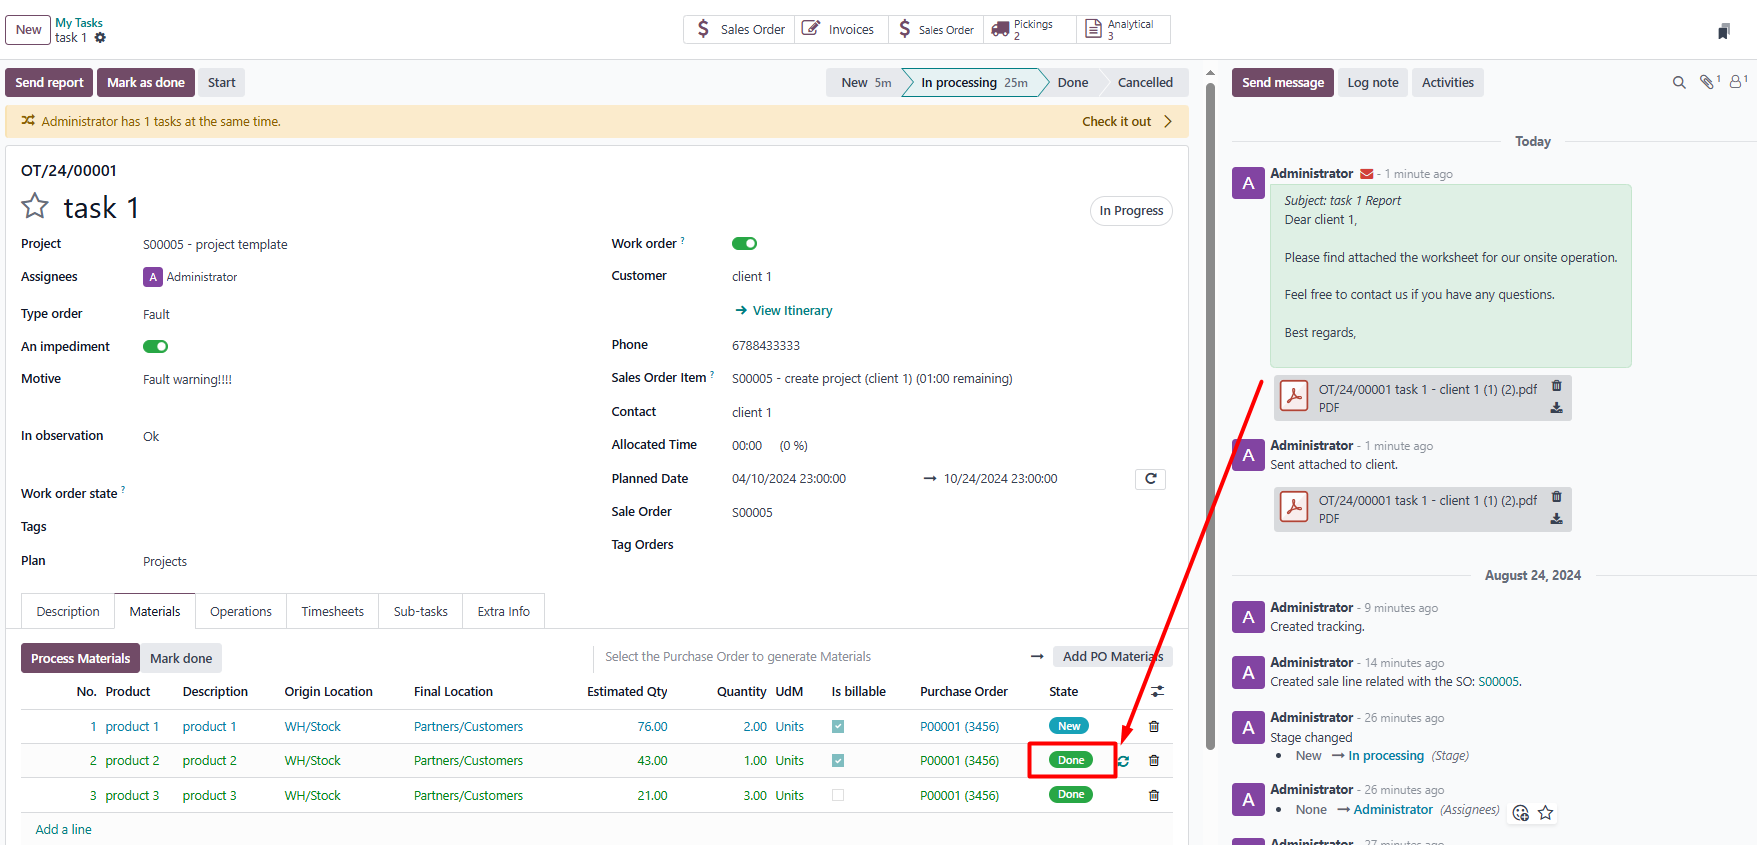 New
My Tasks
task 1
$ Sales Order
Invoices
$ Sales Order
Pickings
2
Analytical
3
Send report
Mark as done
Start
New 5m
In processing 25m
Done
Cancelled
Send message
Log note
Activities
1
1
Administrator has 1 tasks at the same time.
Check it out
OT/24/00001
task 1
In Progress
Project
S00005 - project template
Assignees
A Administrator
Type order
Fault
An impediment
Motive
Fault warning!!!!
In observation
Ok
Work order state ?
Tags
Plan
Projects
Work order ?
Customer
client 1
→ View Itinerary
Phone
6788433333
Sales Order Item ?
S00005 - create project (client 1) (01:00 remaining)
Contact
client 1
Allocated Time
00:00 (0 %)
Planned Date
04/10/2024 23:00:00 → 10/24/2024 23:00:00
Sale Order
S00005
Tag Orders
Description
Materials
Operations
Timesheets
Sub-tasks
Extra Info
Process Materials
Mark done
Select the Purchase Order to generate Materials
→ Add PO Materials
No. Product Description Origin Location Final Location Estimated Qty Quantity UdM Is billable Purchase Order State
1 product 1 product 1 WH/Stock Partners/Customers 76.00 2.00 Units P00001 (3456) New
2 product 2 product 2 WH/Stock Partners/Customers 43.00 1.00 Units P00001 (3456) Done
3 product 3 product 3 WH/Stock Partners/Customers 21.00 3.00 Units P00001 (3456) Done
Add a line
Today
A
Administrator - 1 minute ago
Subject: task 1 Report
Dear client 1,
Please find attached the worksheet for our onsite operation.
Feel free to contact us if you have any questions.
Best regards,
OT/24/00001 task 1 - client 1 (1) (2).pdf
PDF
A
Administrator - 1 minute ago
Sent attached to client.
OT/24/00001 task 1 - client 1 (1) (2).pdf
PDF
August 24, 2024
A
Administrator - 9 minutes ago
Created tracking.
A
Administrator - 14 minutes ago
Created sale line related with the SO: S00005.
A
Administrator - 26 minutes ago
Stage changed
• New → In processing (Stage)
A
Administrator - 26 minutes ago
• None → Administrator (Assignees)
Administrator - 27 minutes ago